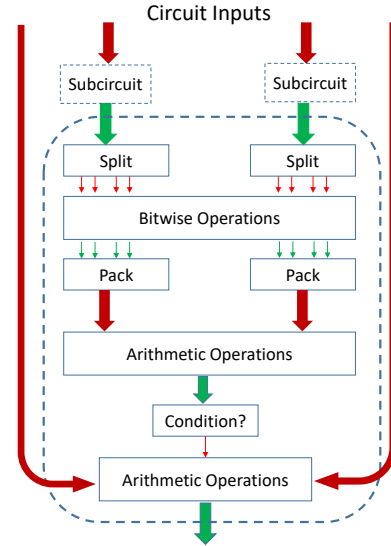 Circuit Inputs
Subcircuit
Subcircuit
Split
Split
Bitwise Operations
Pack
Pack
Arithmetic Operations
Condition?
Arithmetic Operations